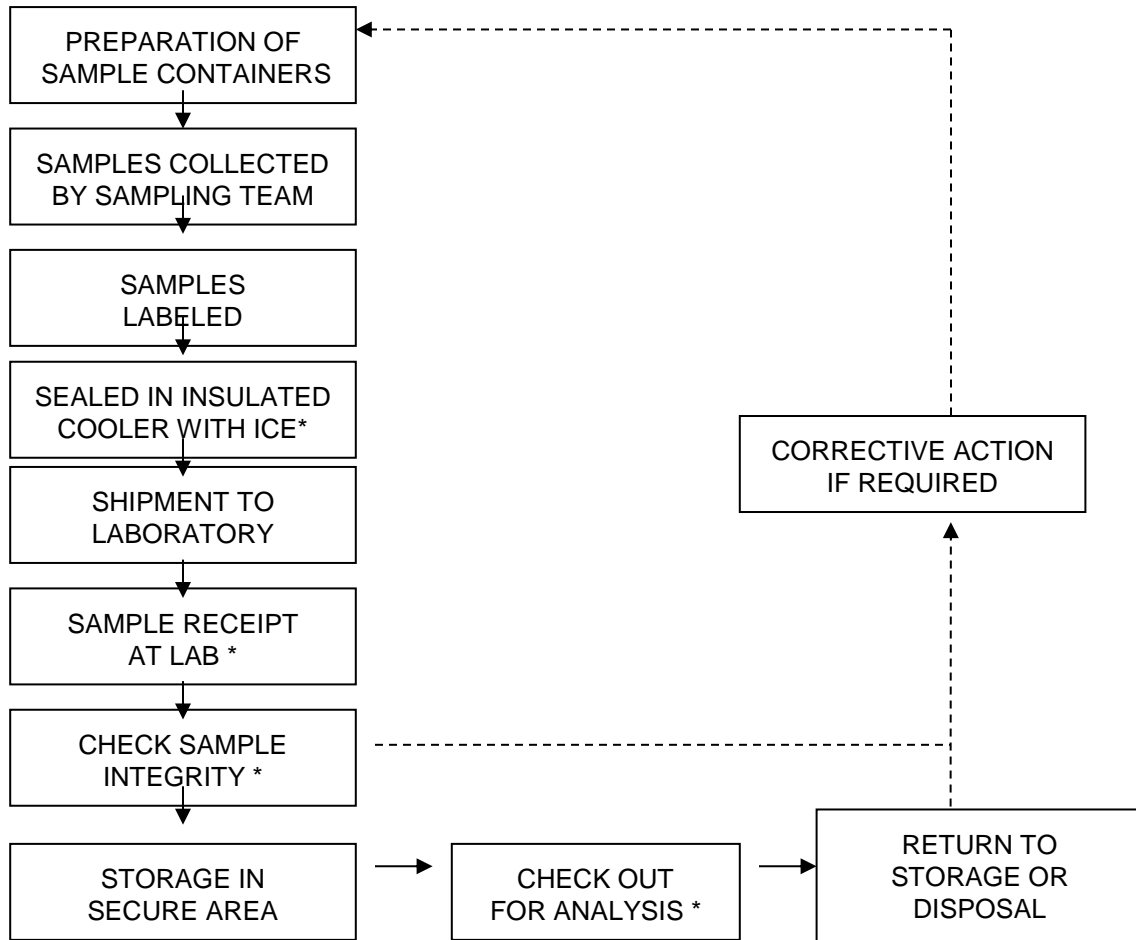 PREPARATION OF
SAMPLE CONTAINERS
SAMPLES COLLECTED
BY SAMPLING TEAM
SAMPLES
LABELED
SEALED IN INSULATED
COOLER WITH ICE*
SHIPMENT TO
LABORATORY
SAMPLE RECEIPT
AT LAB *
CHECK SAMPLE
INTEGRITY *
STORAGE IN
SECURE AREA
CHECK OUT
FOR ANALYSIS *
RETURN TO
STORAGE OR
DISPOSAL
CORRECTIVE ACTION
IF REQUIRED